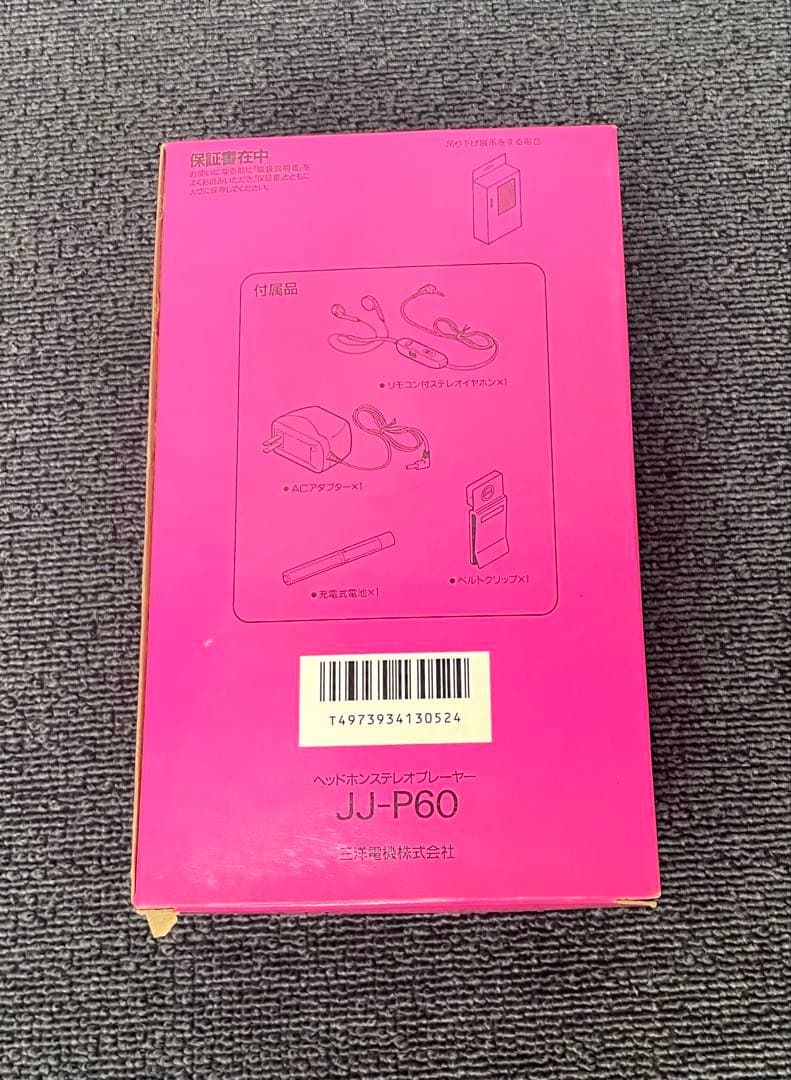 保証書在中
お使いになる前に「取扱説明書」を
よくお読みいただき、「保証書」とともに
大切に保存してください。
吊り下げ展示をする場合
付属品
●リモコン付ステレオイヤホン×1
●ACアダプター×1
●充電式電池×1
●ベルトクリップ×1
T4973934130524
ヘッドホンステレオプレーヤー
JJ-P60
三洋電機株式会社